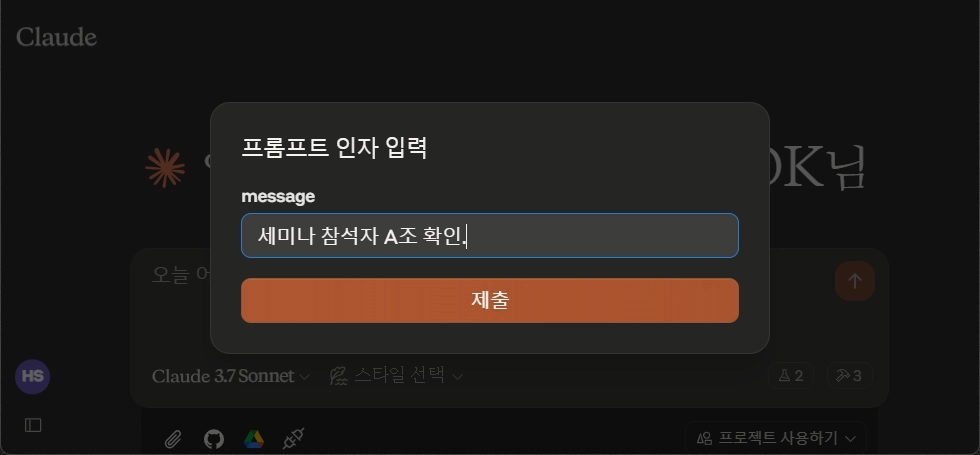 Claude
OK님
프롬프트 인자 입력
message
세미나 참석자 A조 확인.
오늘
제출
HS
Claude 3.7 Sonnet
스타일 선택
2
3
프로젝트 사용하기